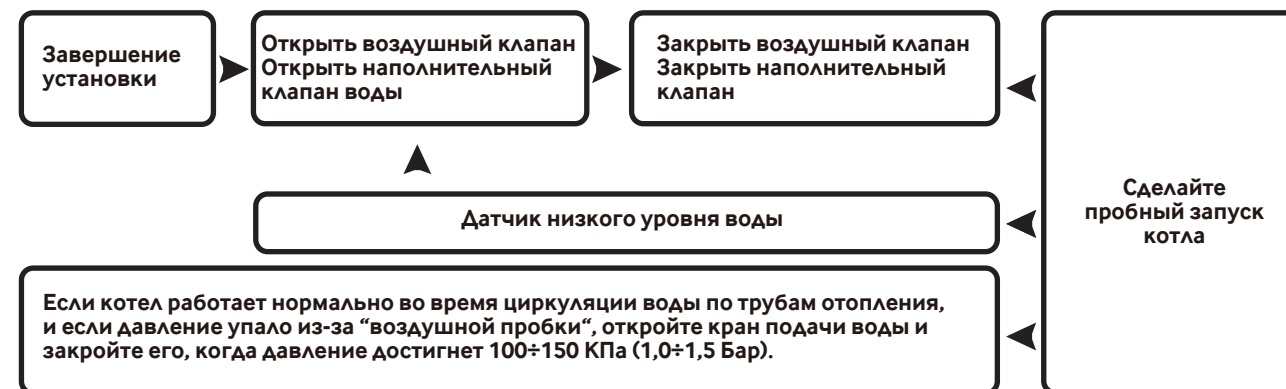 Завершение
установки
Открыть воздушный клапан
Открыть наполнительный
клапан воды
Закрыть воздушный клапан
Закрыть наполнительный
клапан
Сделайте
пробный запуск
котла
Датчик низкого уровня воды
Если котел работает нормально во время циркуляции воды по трубам отопления,
и если давление упало из-за “воздушной пробки“, откройте кран подачи воды и
закройте его, когда давление достигнет 100÷150 КПа (1,0÷1,5 Бар).